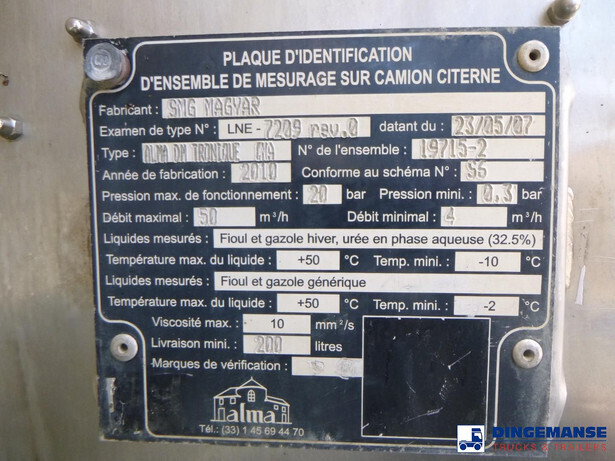 PLAQUE D'IDENTIFICATION
D'ENSEMBLE DE MESURAGE SUR CAMION CITERNE
Fabricant : SMG MAGYAR
Examen de type N° : LNE - 7209 rev.0 datant du : 23/05/07
Type : ALMA DM TRONIQUE CMA N° de l'ensemble : 19715-2
Année de fabrication : 2010 Conforme au schéma N° : S6
Pression max. de fonctionnement : 20 bar Pression mini. : 0.3 bar
Débit maximal : 50 m³/h Débit minimal : 4 m³/h
Liquides mesurés : Fioul et gazole hiver, urée en phase aqueuse (32.5%)
Température max. du liquide : +50 °C Temp. mini. : -10 °C
Liquides mesurés : Fioul et gazole générique
Température max. du liquide : +50 °C Temp. mini. : -2 °C
Viscosité max. : 10 mm²/s
Livraison mini. : 200 litres
Marques de vérification :
alma
Tél.: (33) 1 45 69 44 70
DINGEMANSE
TRUCKS & TRAILERS